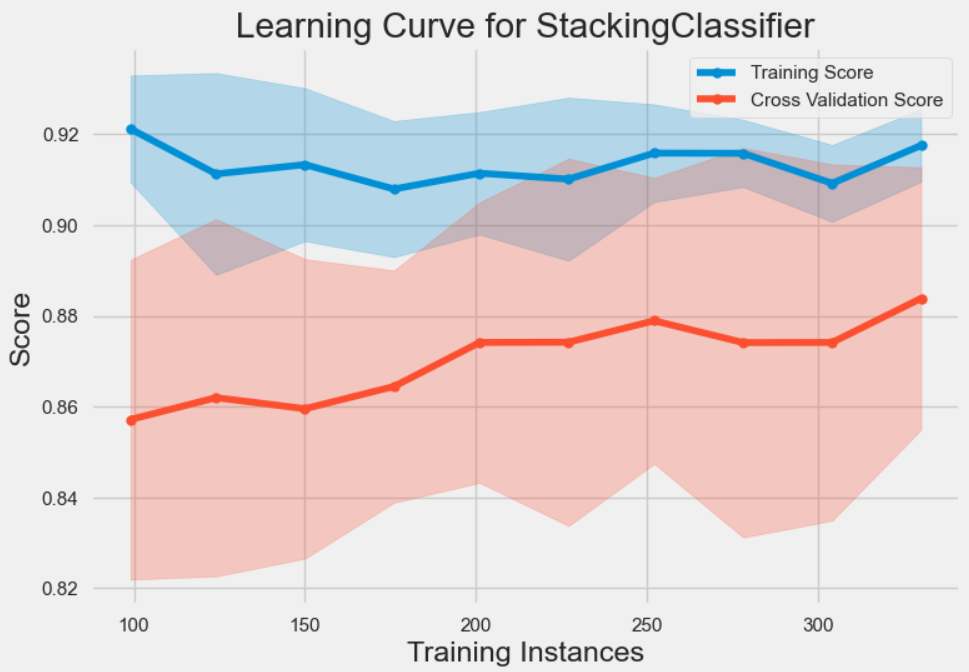 Learning Curve for StackingClassifier
Training Score
Cross Validation Score
0.92
0.90
0.88
0.86
0.84
0.82
Score
100 150 200 250 300
Training Instances